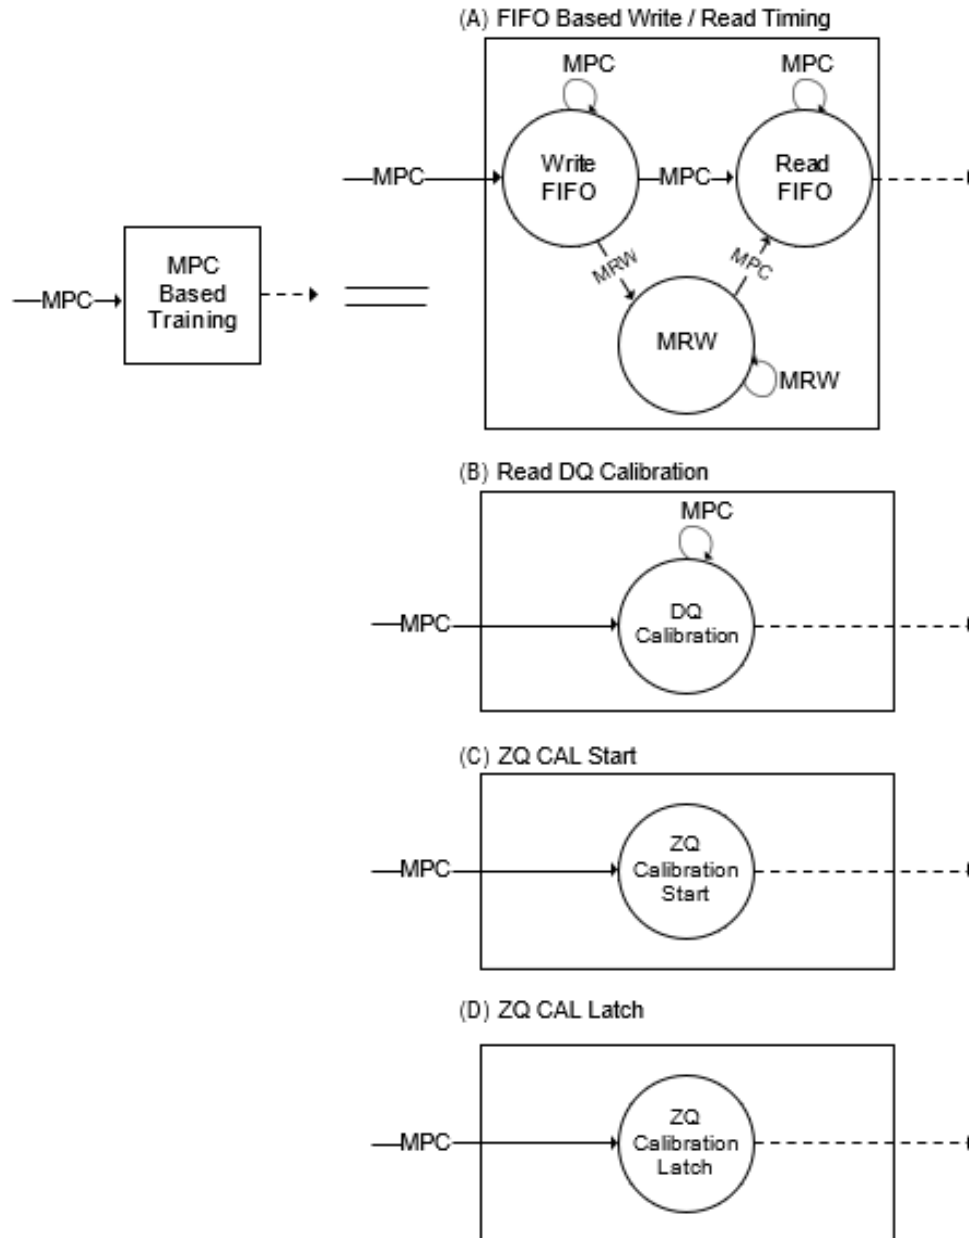 (A) FIFO Based Write / Read Timing
MPC
MPC
MPC
Write
FIFO
MPC
Read
FIFO
MRW
MPC
MPC
MPC
Based
Training
MRW
MRW
(B) Read DQ Calibration
MPC
MPC
DQ
Calibration
(C) ZQ CAL Start
MPC
ZQ
Calibration
Start
(D) ZQ CAL Latch
MPC
ZQ
Calibration
Latch